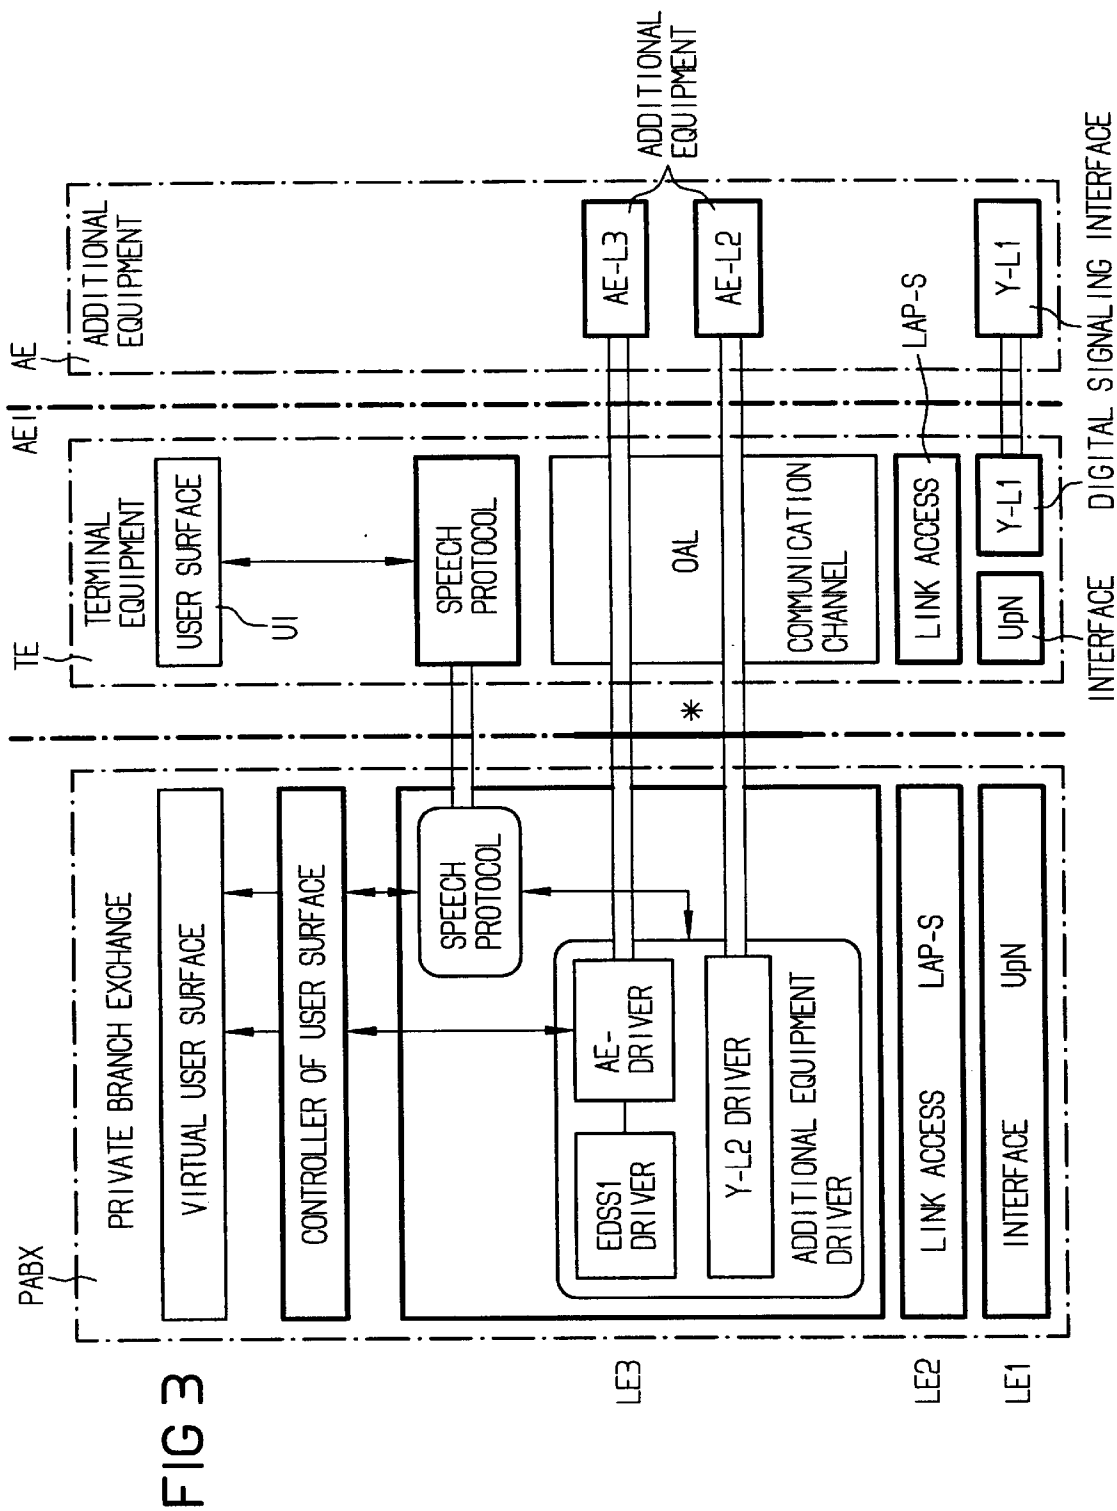 FIG 3
PABX
PRIVATE BRANCH EXCHANGE
VIRTUAL USER SURFACE
CONTROLLER OF USER SURFACE
SPEECH
PROTOCOL
EDSS1
DRIVER
AE-
DRIVER
Y-L2 DRIVER
ADDITIONAL EQUIPMENT
DRIVER
LINK ACCESS
LAP-S
INTERFACE
UpN
LE3
LE2
LE1
*
TE
TERMINAL
EQUIPMENT
USER SURFACE
UI
SPEECH
PROTOCOL
OAL
COMMUNICATION
CHANNEL
LINK ACCESS
LAP-S
UpN
Y-L1
INTERFACE
DIGITAL SIGNALING INTERFACE
AEI
AE
ADDITIONAL
EQUIPMENT
AE-L3
AE-L2
Y-L1
ADDITIONAL
EQUIPMENT